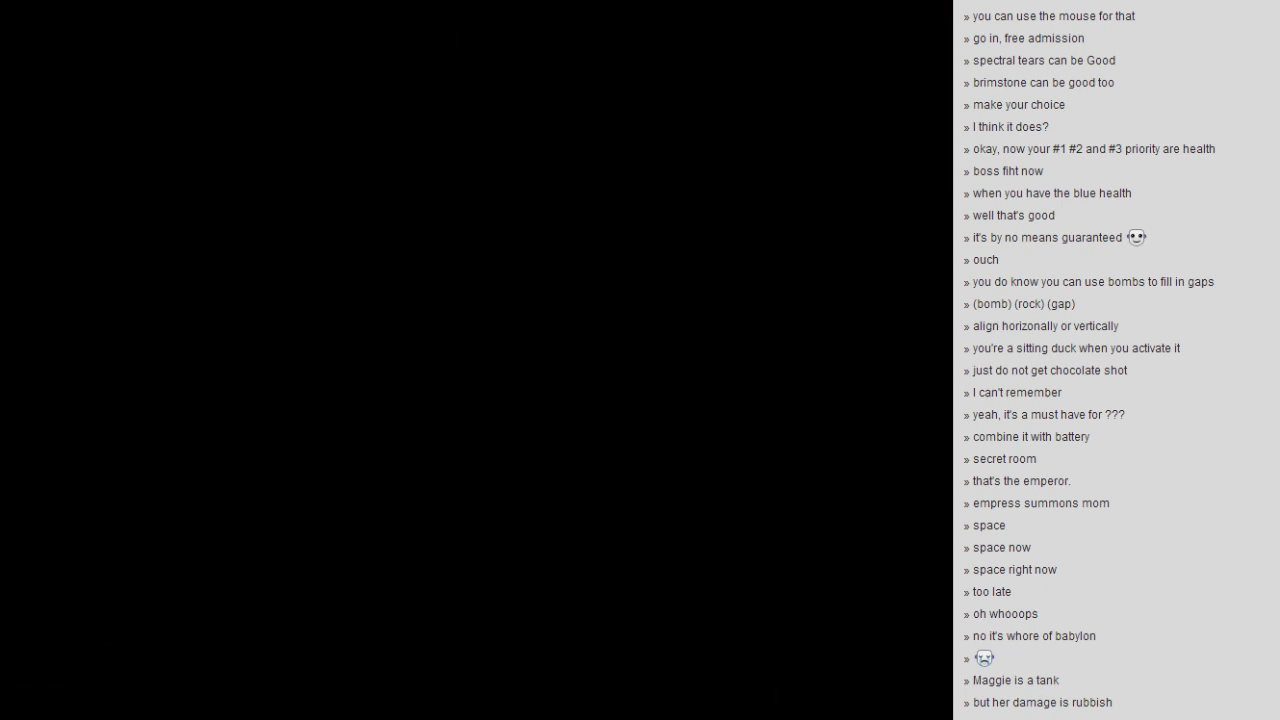 » you can use the mouse for that
» go in, free admission
» spectral tears can be Good
» brimstone can be good too
» make your choice
» I think it does?
» okay, now your #1 #2 and #3 priority are health
» boss fiht now
» when you have the blue health
» well that's good
» it's by no means guaranteed
» ouch
» you do know you can use bombs to fill in gaps
» (bomb) (rock) (gap)
» align horizonally or vertically
» you're a sitting duck when you activate it
» just do not get chocolate shot
» I can't remember
» yeah, it's a must have for ???
» combine it with battery
» secret room
» that's the emperor.
» empress summons mom
» space
» space now
» space right now
» too late
» oh whooops
» no it's whore of babylon
»
» Maggie is a tank
» but her damage is rubbish